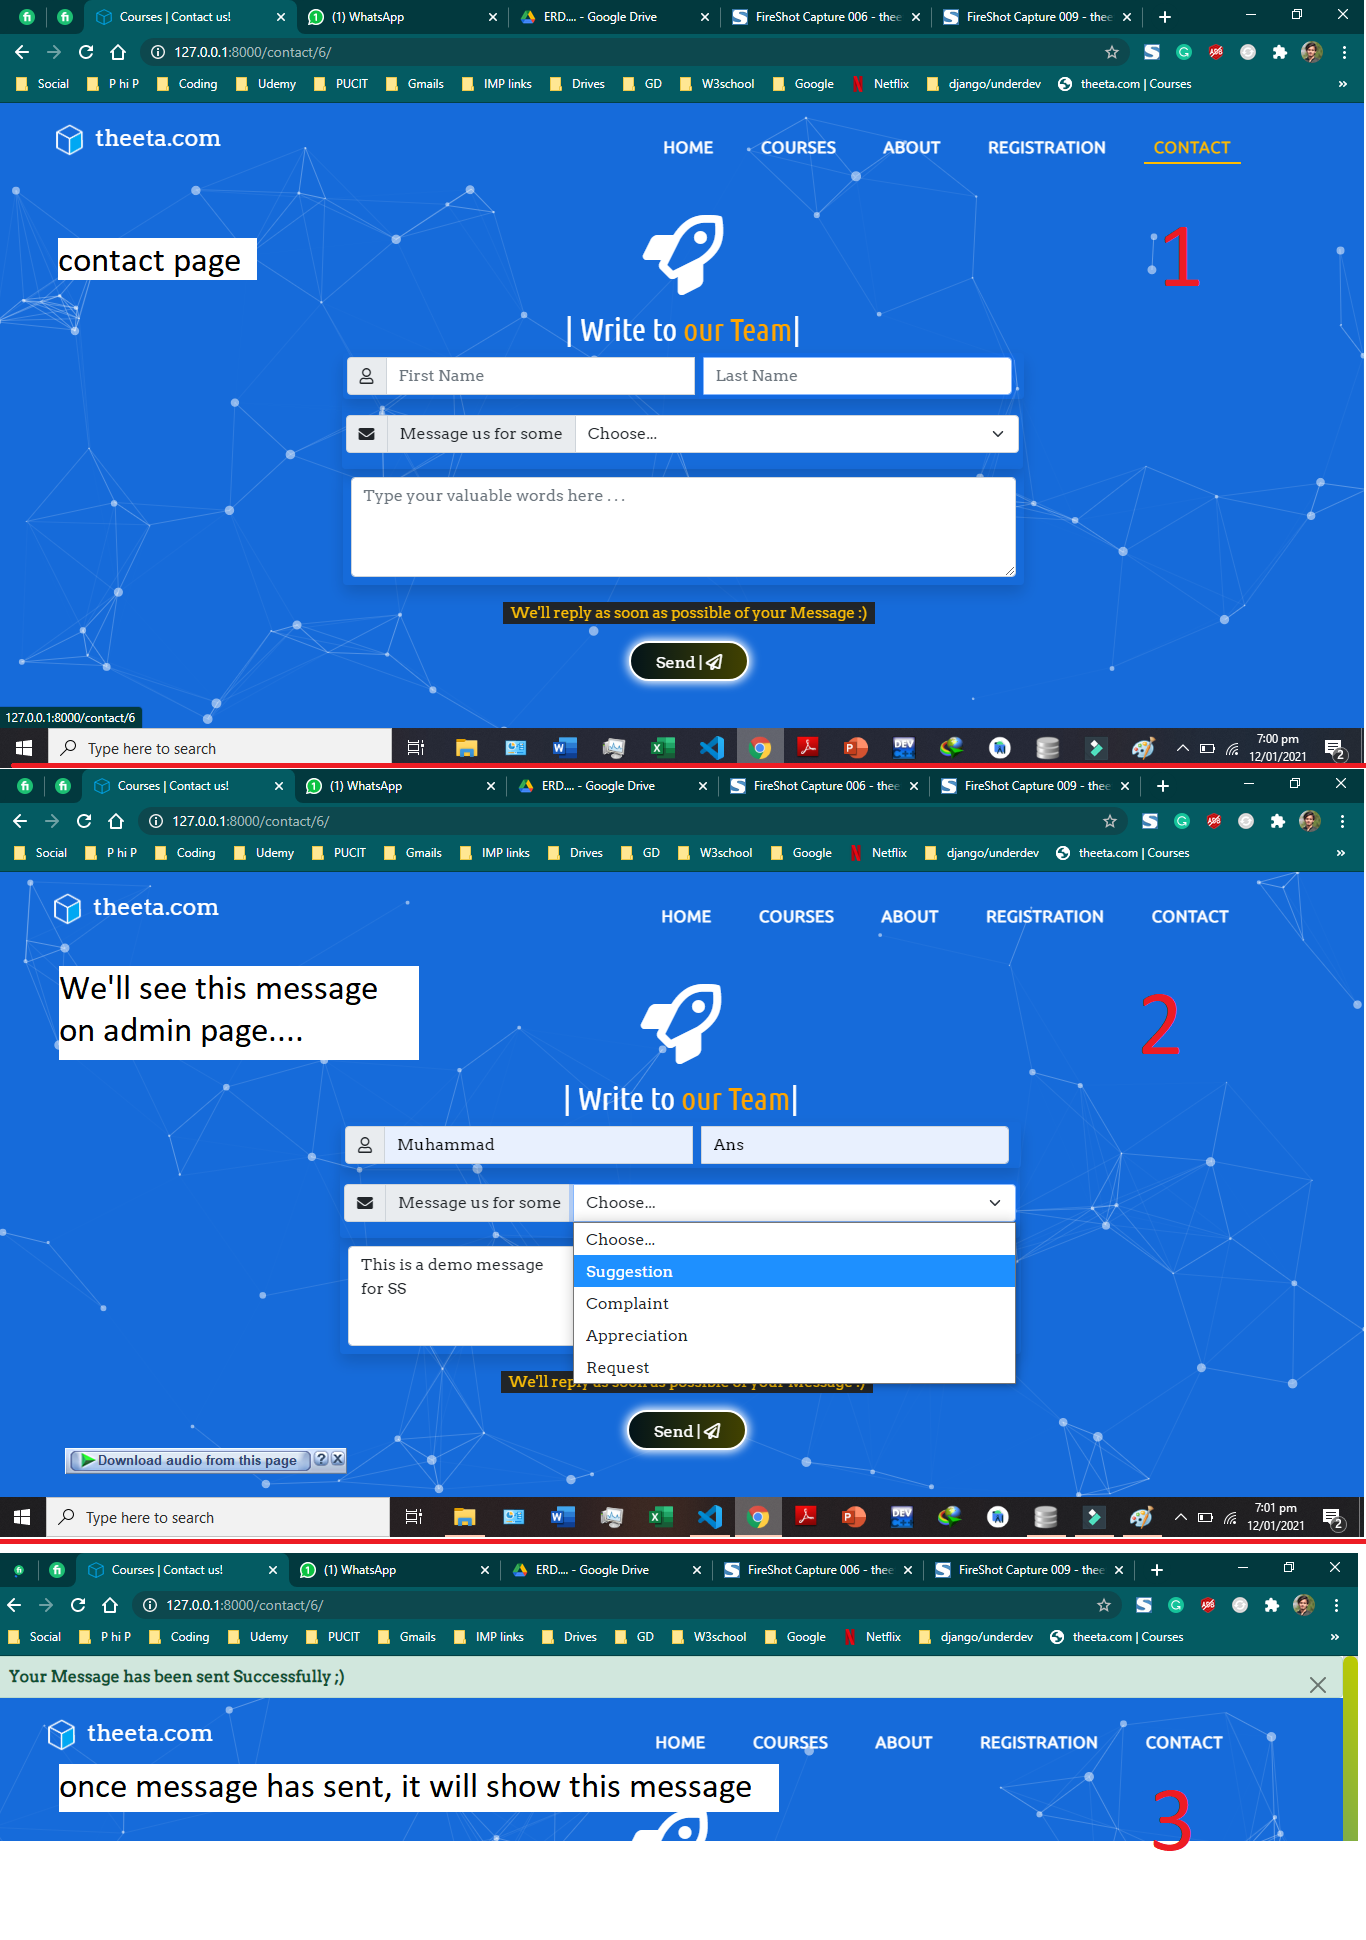 Courses | Contact us!
(1) WhatsApp
ERD.... - Google Drive
FireShot Capture 006 - thee
FireShot Capture 009 - thee
127.0.0.1:8000/contact/6/
Social
P hi P
Coding
Udemy
PUCIT
Gmails
IMP links
Drives
GD
W3school
Google
Netflix
django/underdev
theeta.com | Courses
»
theeta.com
HOME
COURSES
ABOUT
REGISTRATION
CONTACT
contact page
1
| Write to our Team|
First Name
Last Name
Message us for some
Choose...
Type your valuable words here . . .
We'll reply as soon as possible of your Message :)
Send |
127.0.0.1:8000/contact/6
Type here to search
7:00 pm
12/01/2021
2
Courses | Contact us!
(1) WhatsApp
ERD.... - Google Drive
FireShot Capture 006 - thee
FireShot Capture 009 - thee
127.0.0.1:8000/contact/6/
Social
P hi P
Coding
Udemy
PUCIT
Gmails
IMP links
Drives
GD
W3school
Google
Netflix
django/underdev
theeta.com | Courses
»
theeta.com
HOME
COURSES
ABOUT
REGISTRATION
CONTACT
We'll see this message
on admin page....
2
| Write to our Team|
Muhammad
Ans
Message us for some
Choose...
Choose...
This is a demo message
for SS
Suggestion
Complaint
Appreciation
Request
We'll reply as soon as possible of your Message :)
Send |
Download audio from this page
Type here to search
7:01 pm
12/01/2021
2
Courses | Contact us!
(1) WhatsApp
ERD.... - Google Drive
FireShot Capture 006 - thee
FireShot Capture 009 - thee
127.0.0.1:8000/contact/6/
Social
P hi P
Coding
Udemy
PUCIT
Gmails
IMP links
Drives
GD
W3school
Google
Netflix
django/underdev
theeta.com | Courses
»
Your Message has been sent Successfully ;)
theeta.com
HOME
COURSES
ABOUT
REGISTRATION
CONTACT
once message has sent, it will show this message
3